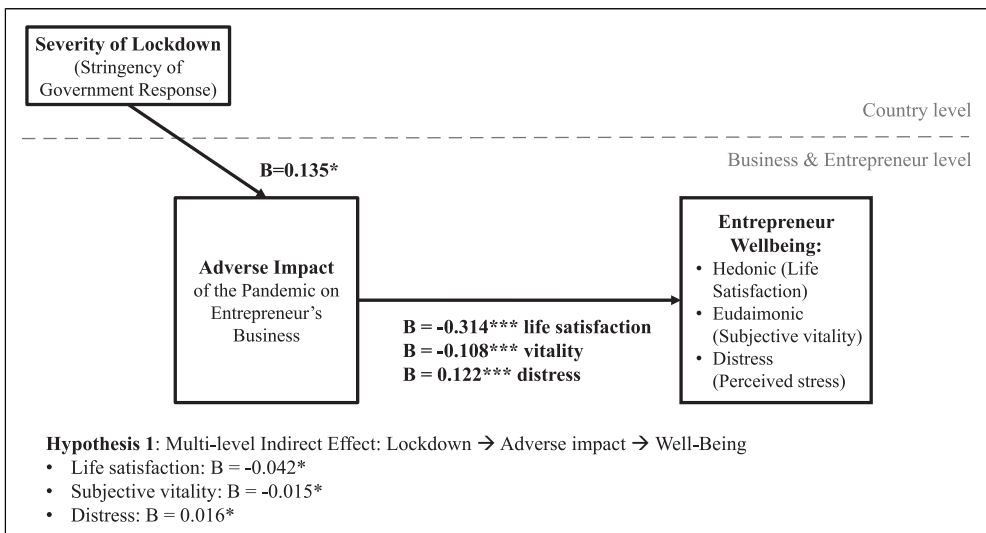 Severity of Lockdown
(Stringency of
Government Response)
Country level
Business & Entrepreneur level
B=0.135*
Adverse Impact
of the Pandemic on
Entrepreneur’s
Business
B = -0.314*** life satisfaction
B = -0.108*** vitality
B = 0.122*** distress
Entrepreneur
Wellbeing:
• Hedonic (Life
Satisfaction)
• Eudaimonic
(Subjective vitality)
• Distress
(Perceived stress)
Hypothesis 1: Multi-level Indirect Effect: Lockdown → Adverse impact → Well-Being
• Life satisfaction: B = -0.042*
• Subjective vitality: B = -0.015*
• Distress: B = 0.016*